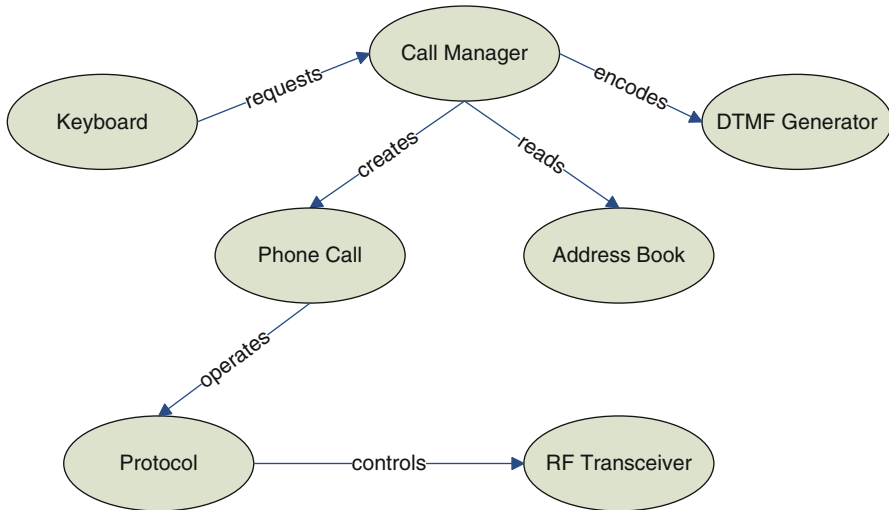 Call Manager
requests
encodes
Keyboard
DTMF Generator
creates
reads
Phone Call
Address Book
operates
Protocol
controls
RF Transceiver